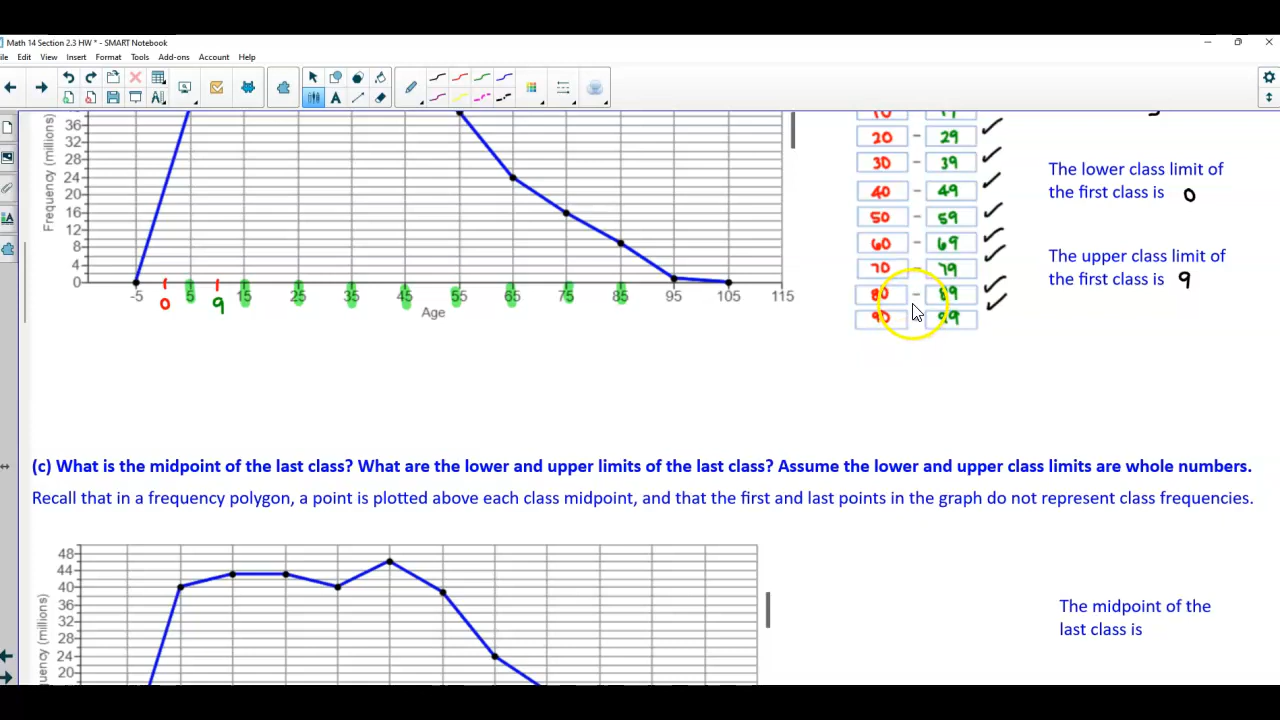 Math 14 Section 2.3 HW * - SMART Notebook
File Edit View Insert Format Tools Add-ons Account Help
36
32
28
24
20
16
12
8
4
0
Frequency (millions)
-5 5 15 25 35 45 55 65 75 85 95 105 115
0 9
Age
20 - 29
30 - 39
40 - 49
50 - 59
60 - 69
70 - 79
80 - 89
90 99
The lower class limit of
the first class is 0
The upper class limit of
the first class is 9
(c) What is the midpoint of the last class? What are the lower and upper limits of the last class? Assume the lower and upper class limits are whole numbers.
Recall that in a frequency polygon, a point is plotted above each class midpoint, and that the first and last points in the graph do not represent class frequencies.
48
44
40
36
32
28
24
20
quency (millions)
The midpoint of the
last class is